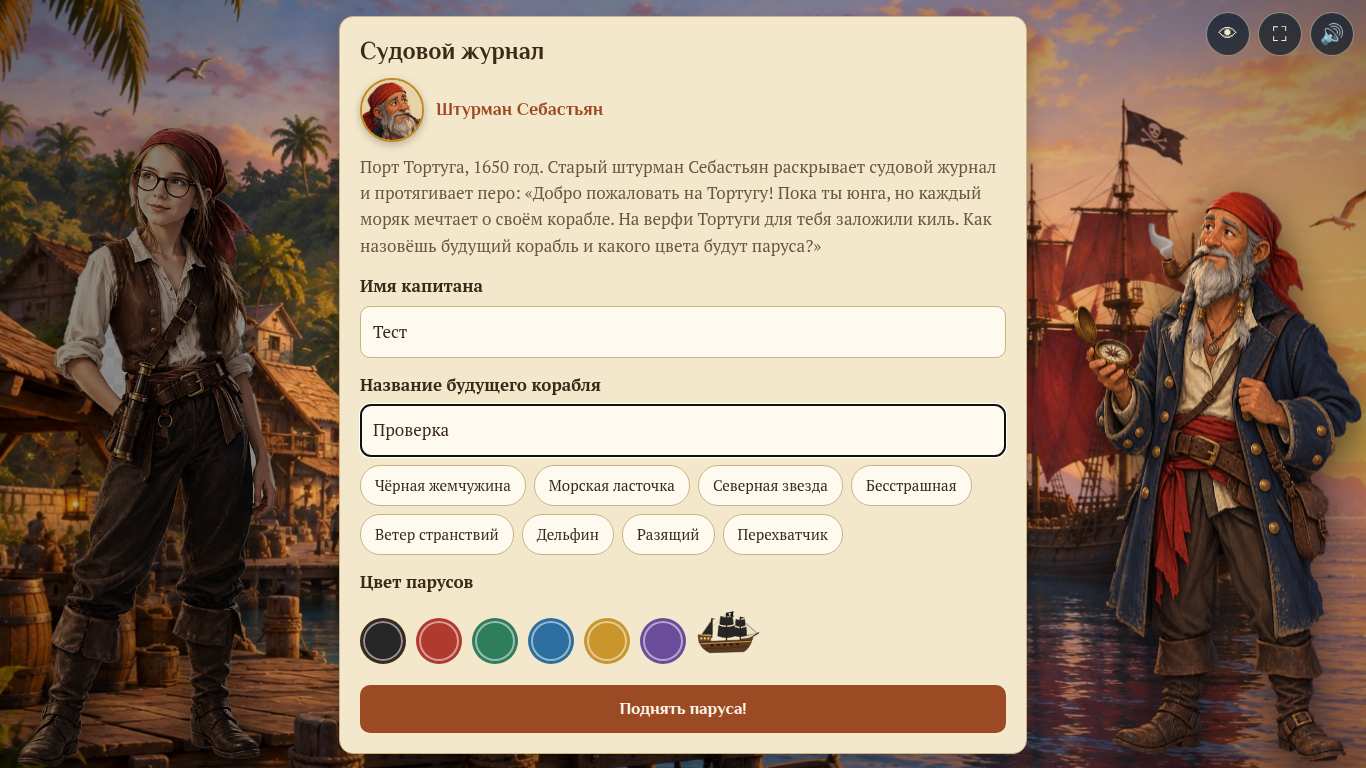 Судовой журнал
Штурман Себастьян
Порт Тортуга, 1650 год. Старый штурман Себастьян раскрывает судовой журнал
и протягивает перо: «Добро пожаловать на Тортугу! Пока ты юнга, но каждый
моряк мечтает о своём корабле. На верфи Тортуги для тебя заложили киль. Как
назовёшь будущий корабль и какого цвета будут паруса?»
Имя капитана
Тест
Название будущего корабля
Проверка
Чёрная жемчужина
Морская ласточка
Северная звезда
Бесстрашная
Ветер странствий
Дельфин
Разящий
Перехватчик
Цвет парусов
Поднять паруса!